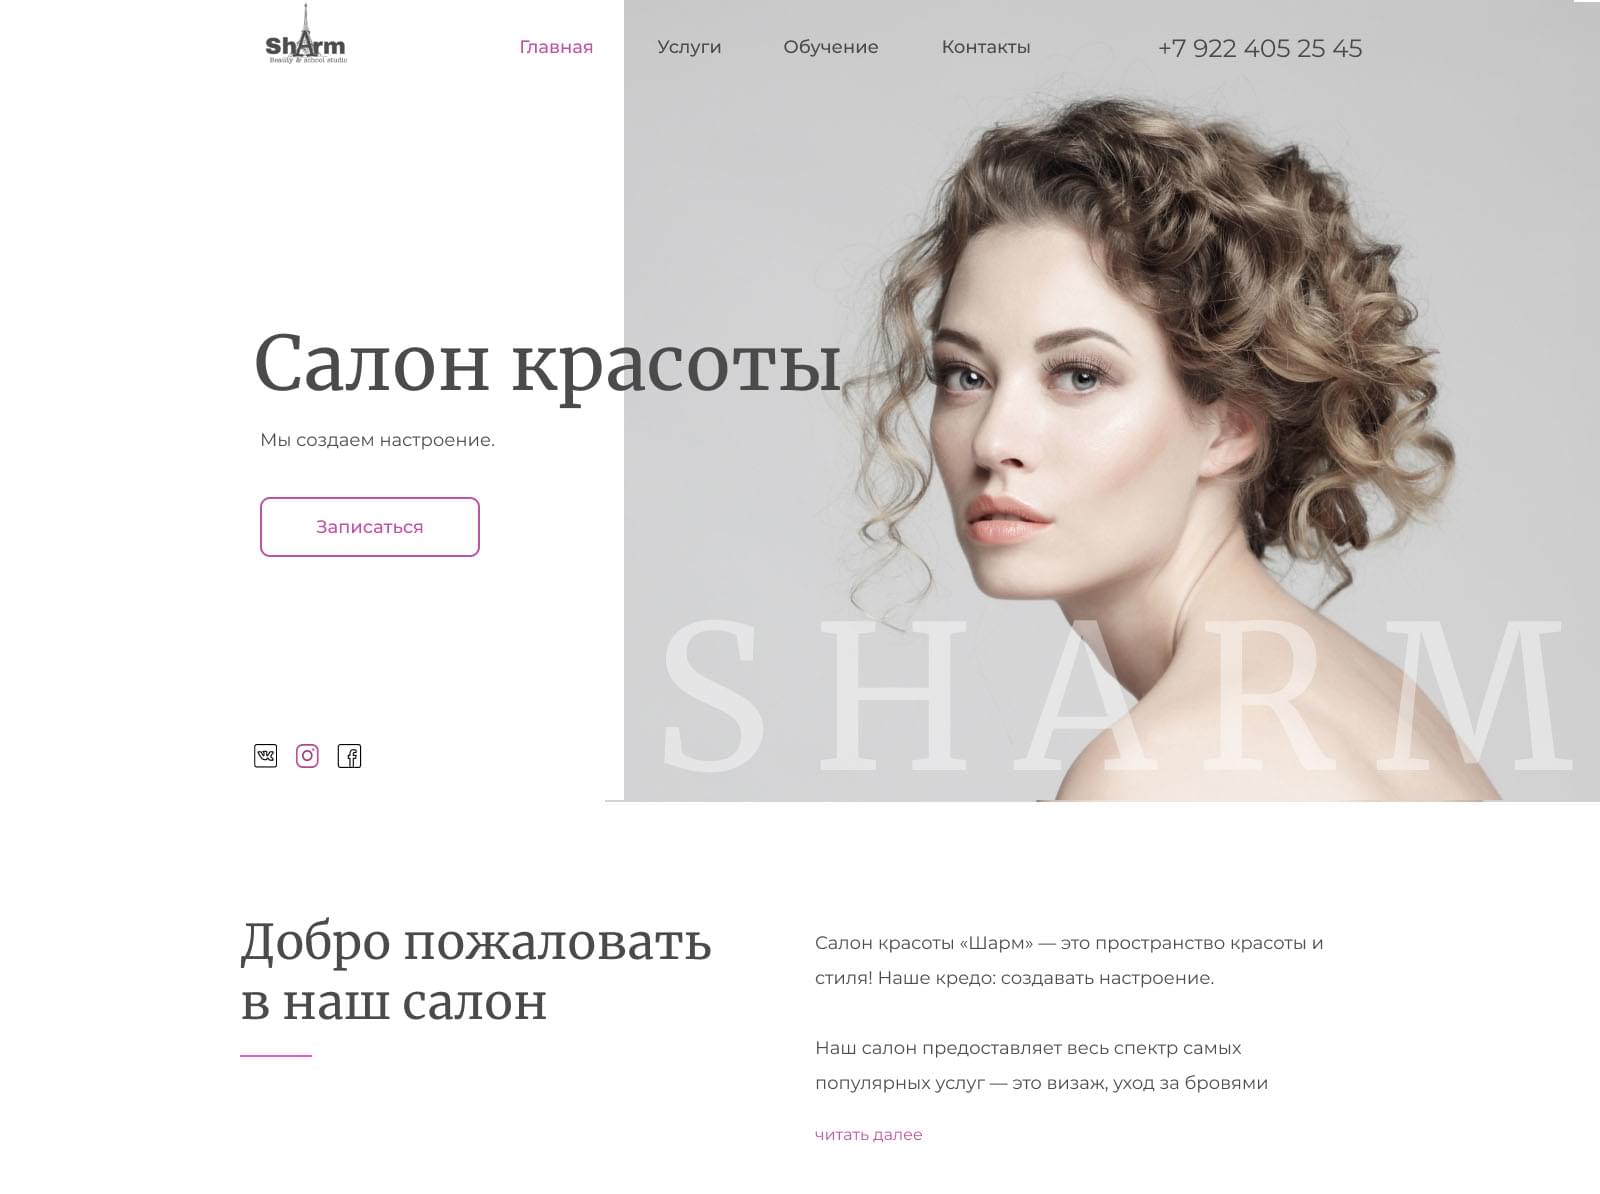 ShArm
Beauty & school studio
Главная
Услуги
Обучение
Контакты
+7 922 405 25 45
Салон красоты
Мы создаем настроение.
Записаться
SHARM
Добро пожаловать
в наш салон
Салон красоты «Шарм» — это пространство красоты и
стиля! Наше кредо: создавать настроение.
Наш салон предоставляет весь спектр самых
популярных услуг — это визаж, уход за бровями
читать далее